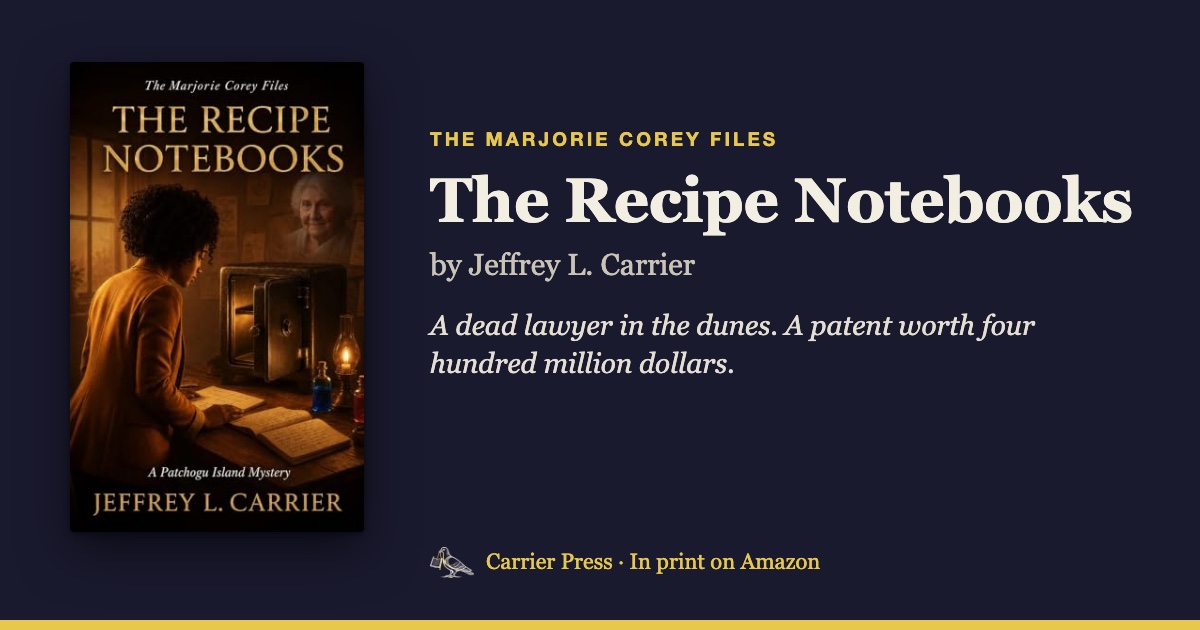 The Marjorie Corey Files
THE RECIPE
NOTEBOOKS
A Patchogu Island Mystery
JEFFREY L. CARRIER
THE MARJORIE COREY FILES
The Recipe Notebooks
by Jeffrey L. Carrier
A dead lawyer in the dunes. A patent worth four
hundred million dollars.
Carrier Press · In print on Amazon